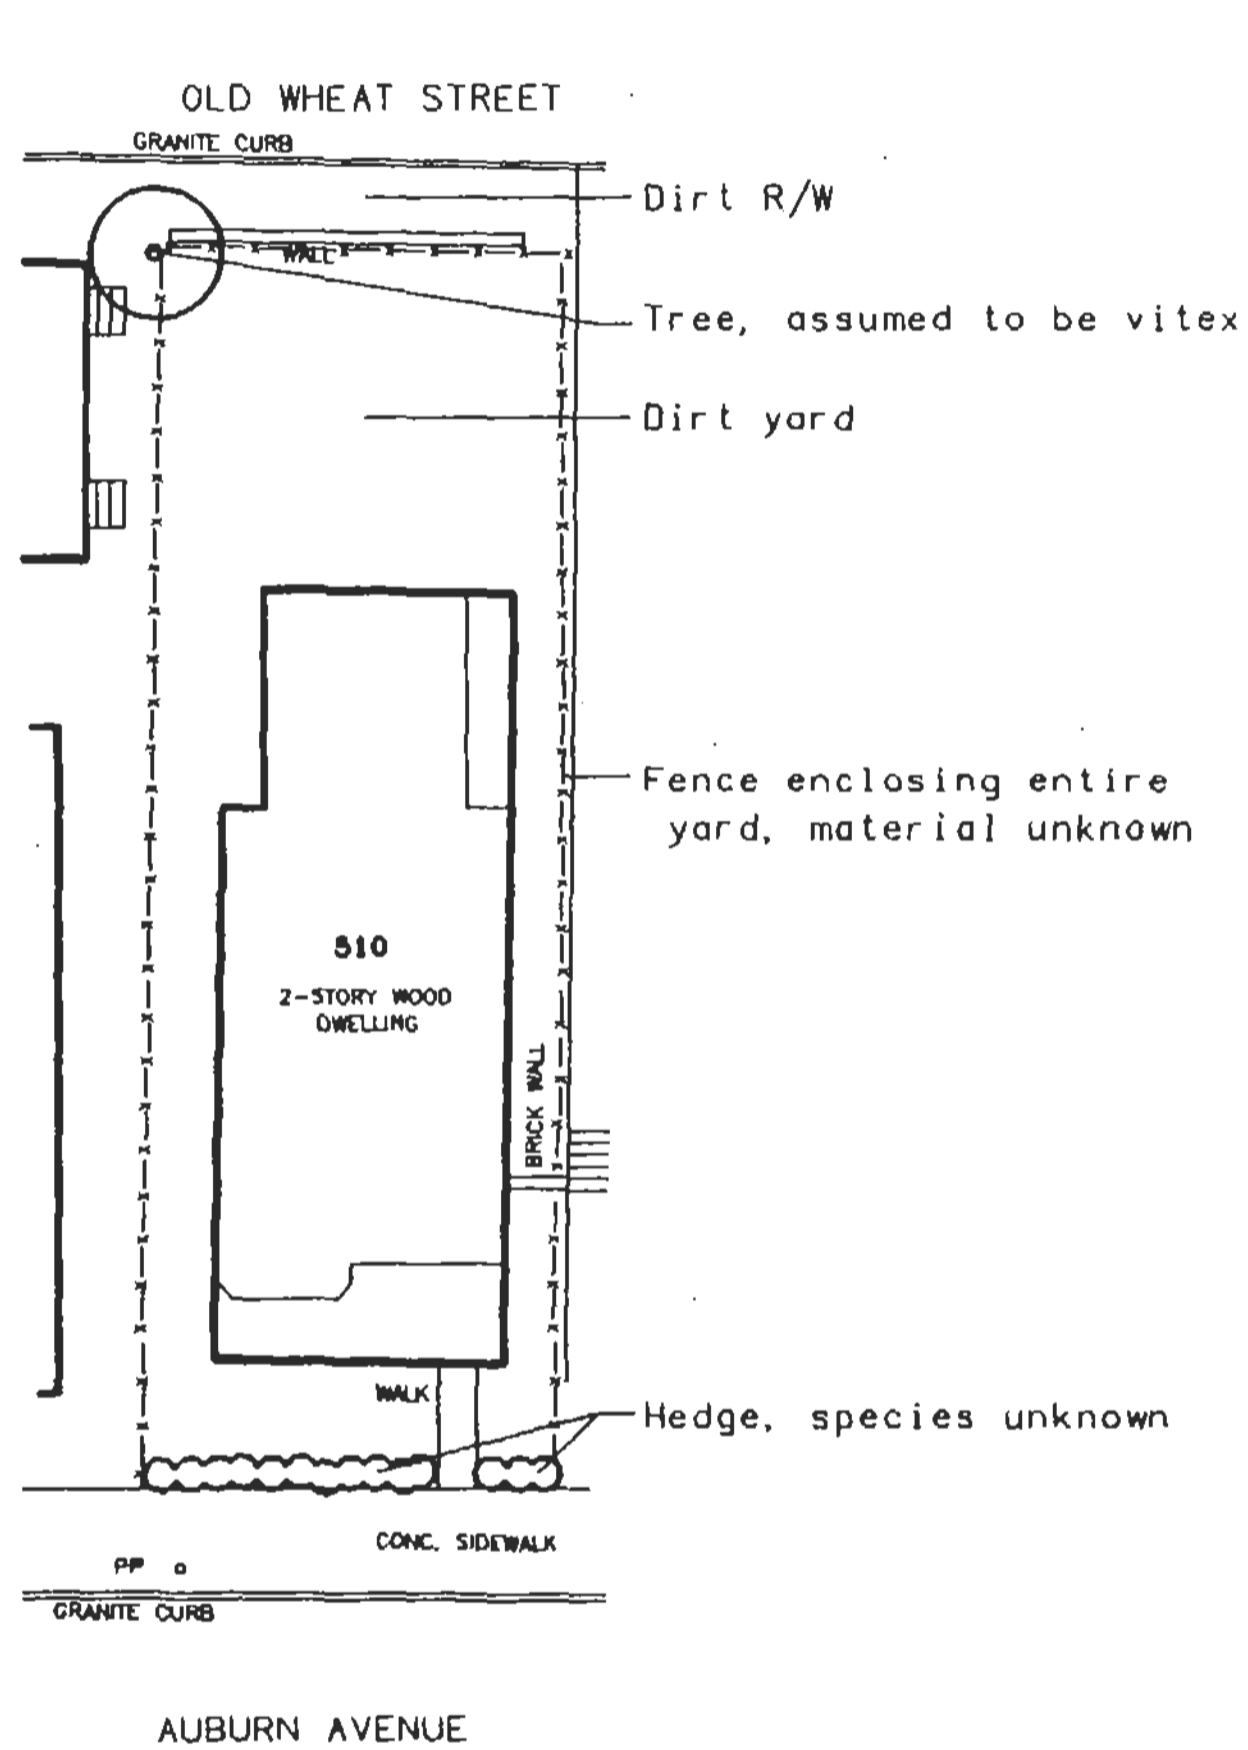 OLD WHEAT STREET
GRANITE CURB
Dirt R/W
WALL
Tree, assumed to be vitex
Dirt yard
Fence enclosing entire
yard, material unknown
510
2-STORY WOOD
DWELLING
BRICK WALL
WALK
Hedge, species unknown
CONC. SIDEWALK
PP
GRANITE CURB
AUBURN AVENUE